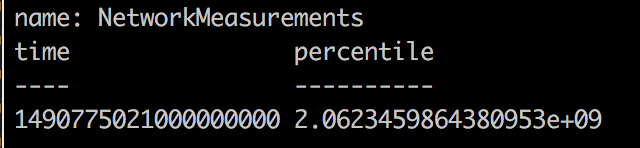 name: NetworkMeasurements
time percentile
---- ----------
1490775021000000000 2.0623459864380953e+09